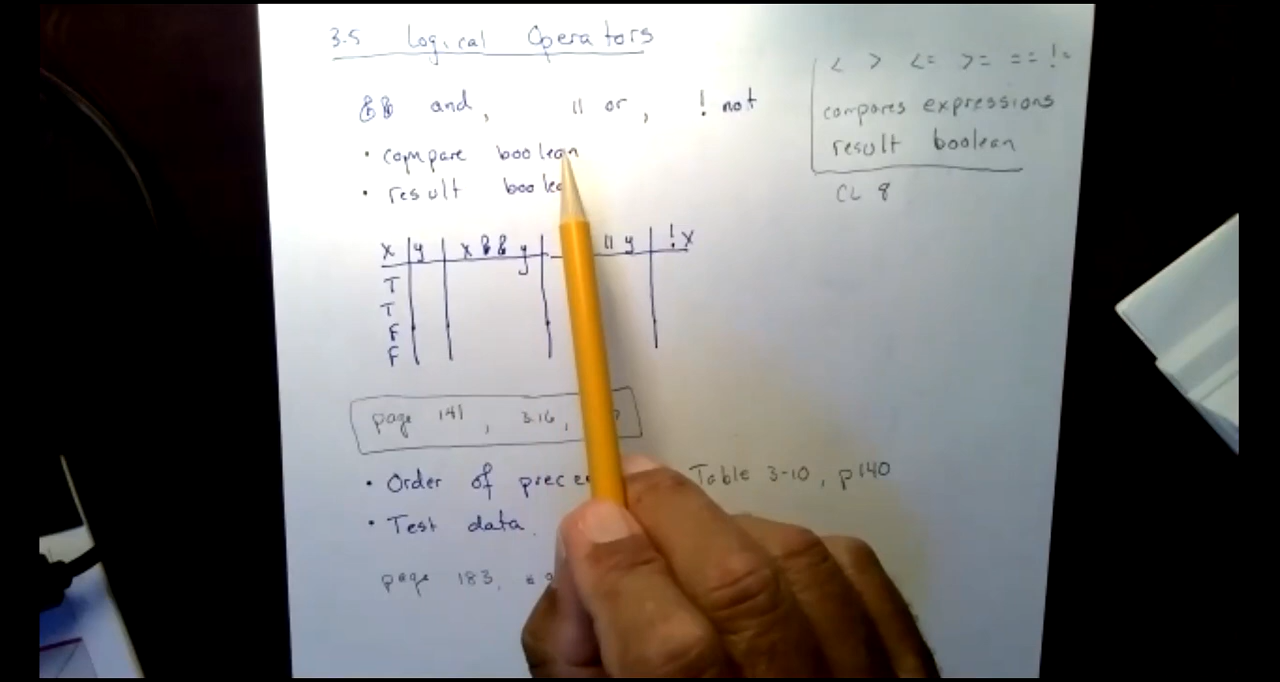 3.5 Logical Operators
&& and, || or, ! not
• compare boolean
• result
x y x && y || y !x
T
T
F
F
page 141, 3.16,
• Order of Table 3-10, p140
• Test data.
page 183,
< > <= >= == !=
compares expressions
result boolean
CL 8